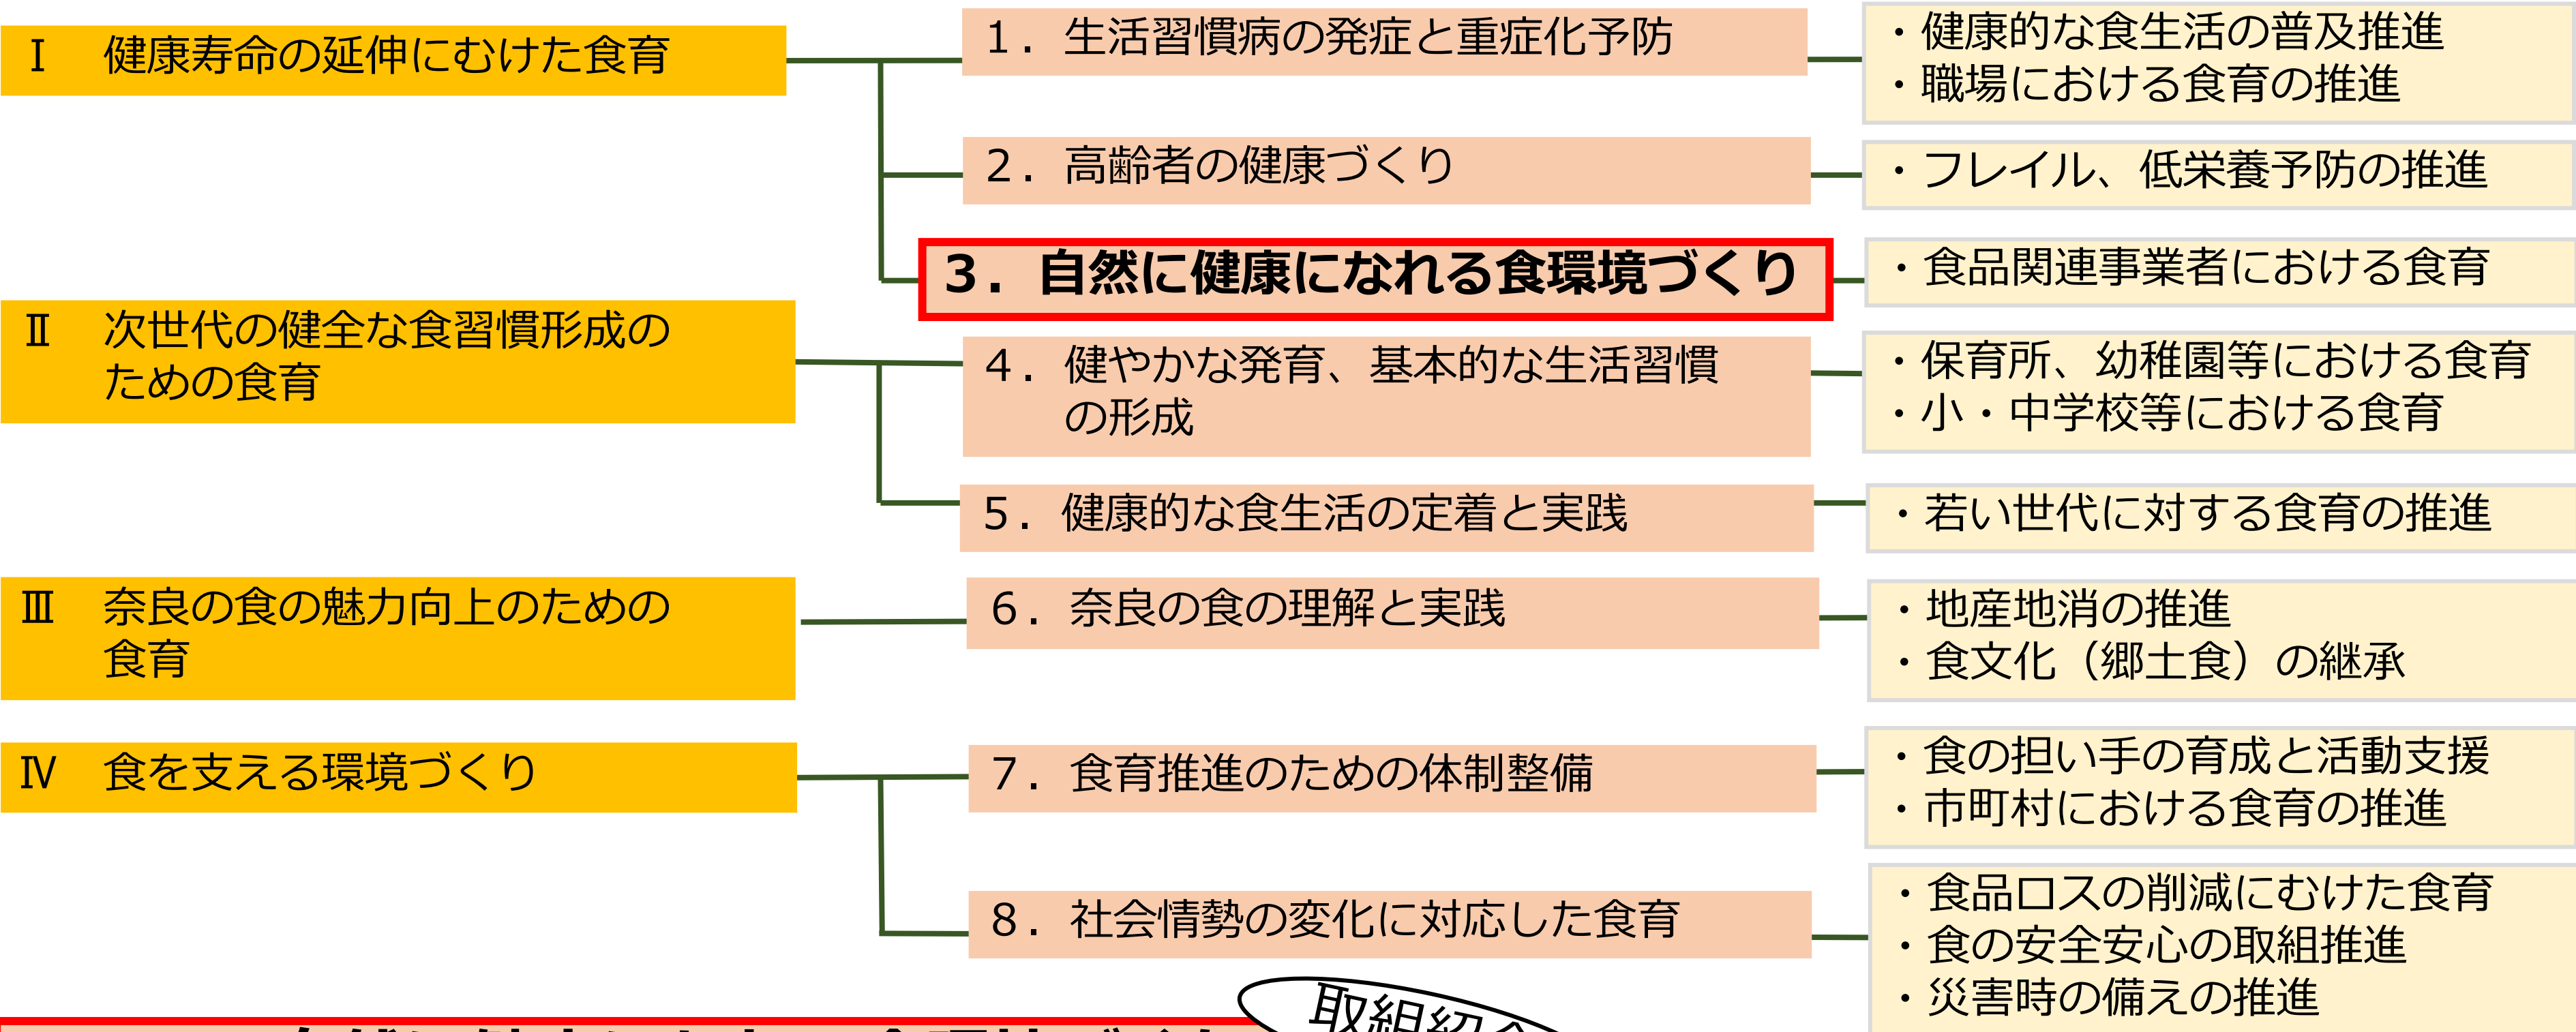 Ⅰ 健康寿命の延伸にむけた食育
1．生活習慣病の発症と重症化予防
・健康的な食生活の普及推進
・職場における食育の推進
2．高齢者の健康づくり
・フレイル、低栄養予防の推進
3．自然に健康になれる食環境づくり
・食品関連事業者における食育
Ⅱ 次世代の健全な食習慣形成の
ための食育
4．健やかな発育、基本的な生活習慣
の形成
・保育所、幼稚園等における食育
・小・中学校等における食育
5．健康的な食生活の定着と実践
・若い世代に対する食育の推進
Ⅲ 奈良の食の魅力向上のための
食育
6．奈良の食の理解と実践
・地産地消の推進
・食文化（郷土食）の継承
Ⅳ 食を支える環境づくり
7．食育推進のための体制整備
・食の担い手の育成と活動支援
・市町村における食育の推進
8．社会情勢の変化に対応した食育
・食品ロスの削減にむけた食育
・食の安全安心の取組推進
・災害時の備えの推進
取組紹介